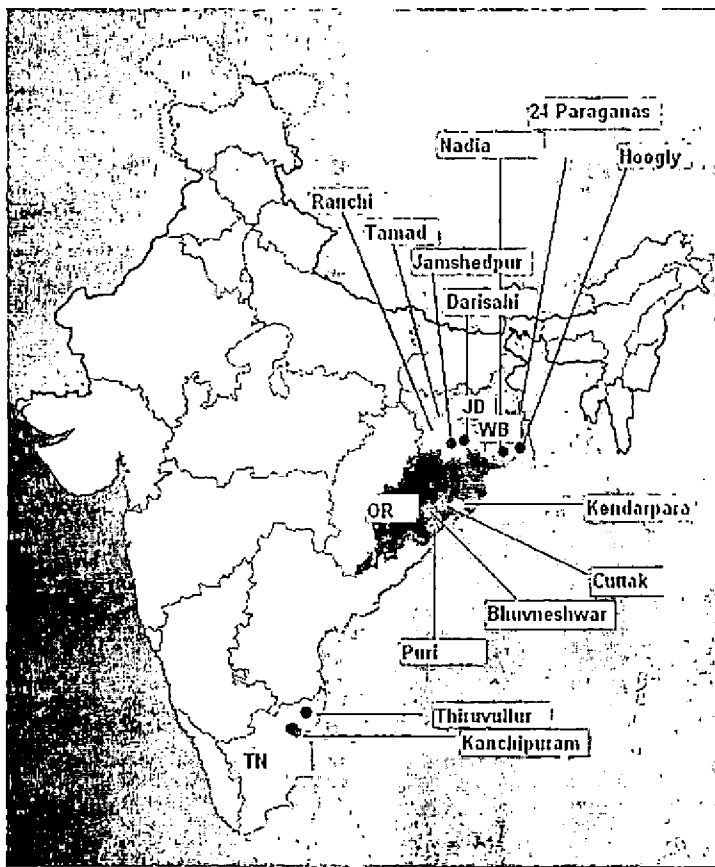 24 Paraganas
Nadia
Hoogly
Ranchi
Tamad
Jamshedpur
Darisahi
JD
WB
OR
Kendarpara
Cuttak
Bhuvneshwar
Puri
Thiruvullur
Kanchipuram
TN